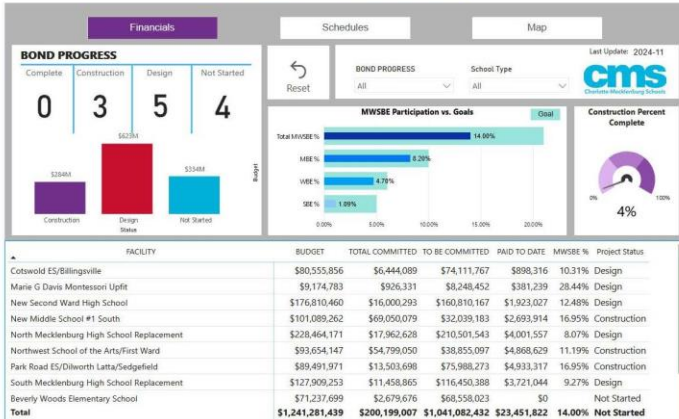 Financials
Schedules
Map
BOND PROGRESS
Complete Construction Design Not Started
0 3 5 4
$623M
$284M
$334M
Budget
Construction Design Not Started
Status
Reset
BOND PROGRESS School Type
All All
Last Update: 2024-11
cms
Charlotte-Mecklenburg Schools
MWSBE Participation vs. Goals
Goal
Total MWSBE % 14.00%
MBE % 8.20%
WBE % 4.70%
SBE % 1.09%
0.00% 5.00% 10.00% 15.00% 20.00%
Construction Percent
Complete
0% 100%
4%
FACILITY BUDGET TOTAL COMMITTED TO BE COMMITTED PAID TO DATE MWSBE % Project Status
Cotswold ES/Billingsville $80,555,856 $6,444,089 $74,111,767 $898,316 10.31% Design
Marie G Davis Montessori Upfit $9,174,783 $926,331 $8,248,452 $381,239 28.44% Design
New Second Ward High School $176,810,460 $16,000,293 $160,810,167 $1,923,027 12.48% Design
New Middle School #1 South $101,089,262 $69,050,079 $32,039,183 $2,693,914 16.95% Construction
North Mecklenburg High School Replacement $228,464,171 $17,962,628 $210,501,543 $4,001,557 8.07% Design
Northwest School of the Arts/First Ward $93,654,147 $54,799,050 $38,855,097 $4,868,629 11.19% Construction
Park Road ES/Dilworth Latta/Sedgefield $89,491,971 $13,503,698 $75,988,273 $4,933,317 16.95% Construction
South Mecklenburg High School Replacement $127,909,253 $11,458,865 $116,450,388 $3,721,044 9.27% Design
Beverly Woods Elementary School $71,237,699 $2,679,676 $68,558,023 $0 Not Started
Total $1,241,281,439 $200,199,007 $1,041,082,432 $23,451,822 14.00% Not Started